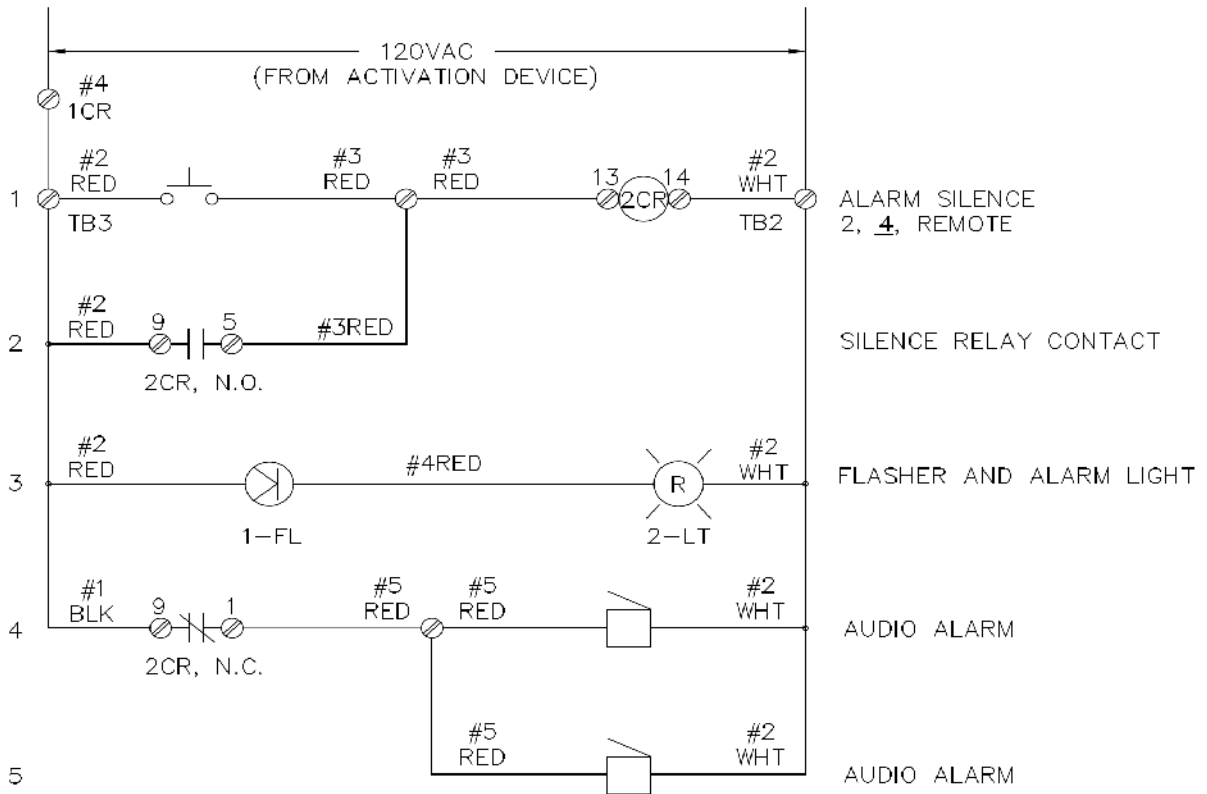 120VAC
(FROM ACTIVATION DEVICE)
#4
1CR
#2
RED
#3
RED
#3
RED
13
2CR
14
#2
WHT
1
TB3
TB2
ALARM SILENCE
2, 4, REMOTE
#2
RED
9
5
#3RED
2
2CR, N.O.
SILENCE RELAY CONTACT
#2
RED
#4RED
R
#2
WHT
3
1-FL
2-LT
FLASHER AND ALARM LIGHT
#1
BLK
9
1
#5
RED
#5
RED
#2
WHT
4
2CR, N.C.
AUDIO ALARM
#5
RED
#2
WHT
5
AUDIO ALARM